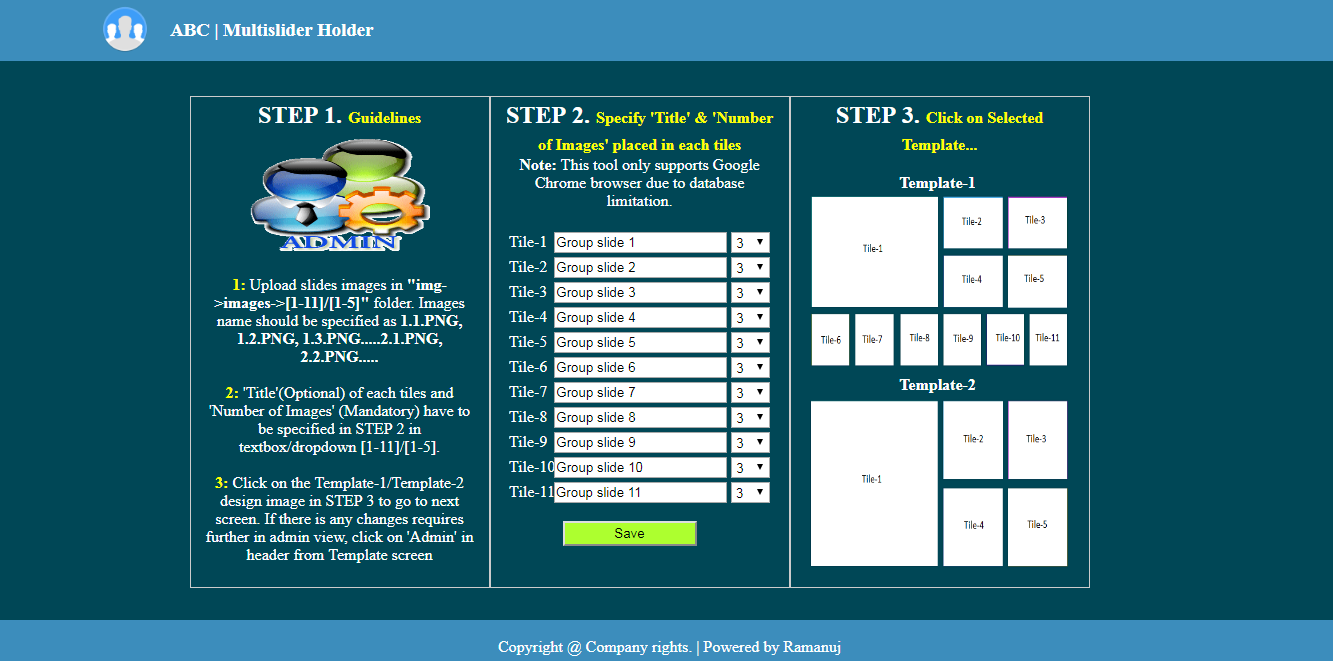 ABC | Multislider Holder
STEP 1. Guidelines
ADMIN
1: Upload slides images in "img-
>images->[1-11]/[1-5]" folder. Images
name should be specified as 1.1.PNG,
1.2.PNG, 1.3.PNG.....2.1.PNG,
2.2.PNG.....
2: 'Title'(Optional) of each tiles and
'Number of Images' (Mandatory) have to
be specified in STEP 2 in
textbox/dropdown [1-11]/[1-5].
3: Click on the Template-1/Template-2
design image in STEP 3 to go to next
screen. If there is any changes requires
further in admin view, click on 'Admin' in
header from Template screen
STEP 2. Specify 'Title' & 'Number
of Images' placed in each tiles
Note: This tool only supports Google
Chrome browser due to database
limitation.
Tile-1 Group slide 1 3
Tile-2 Group slide 2 3
Tile-3 Group slide 3 3
Tile-4 Group slide 4 3
Tile-5 Group slide 5 3
Tile-6 Group slide 6 3
Tile-7 Group slide 7 3
Tile-8 Group slide 8 3
Tile-9 Group slide 9 3
Tile-10 Group slide 10 3
Tile-11 Group slide 11 3
Save
STEP 3. Click on Selected
Template...
Template-1
Tile-1
Tile-2 Tile-3
Tile-4 Tile-5
Tile-6 Tile-7 Tile-8 Tile-9 Tile-10 Tile-11
Template-2
Tile-1
Tile-2 Tile-3
Tile-4 Tile-5
Copyright @ Company rights. | Powered by Ramanuj